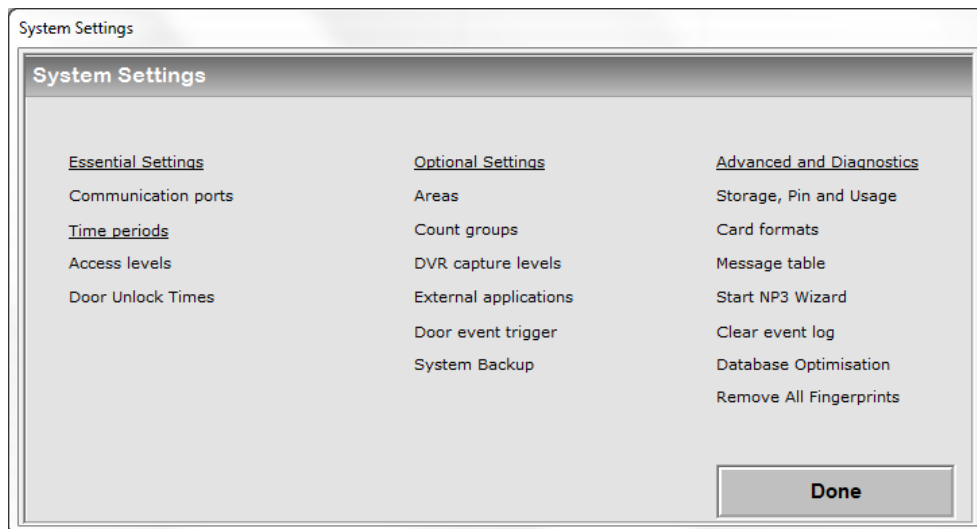 System Settings
System Settings
Essential Settings
Communication ports
Time periods
Access levels
Door Unlock Times
Optional Settings
Areas
Count groups
DVR capture levels
External applications
Door event trigger
System Backup
Advanced and Diagnostics
Storage, Pin and Usage
Card formats
Message table
Start NP3 Wizard
Clear event log
Database Optimisation
Remove All Fingerprints
Done